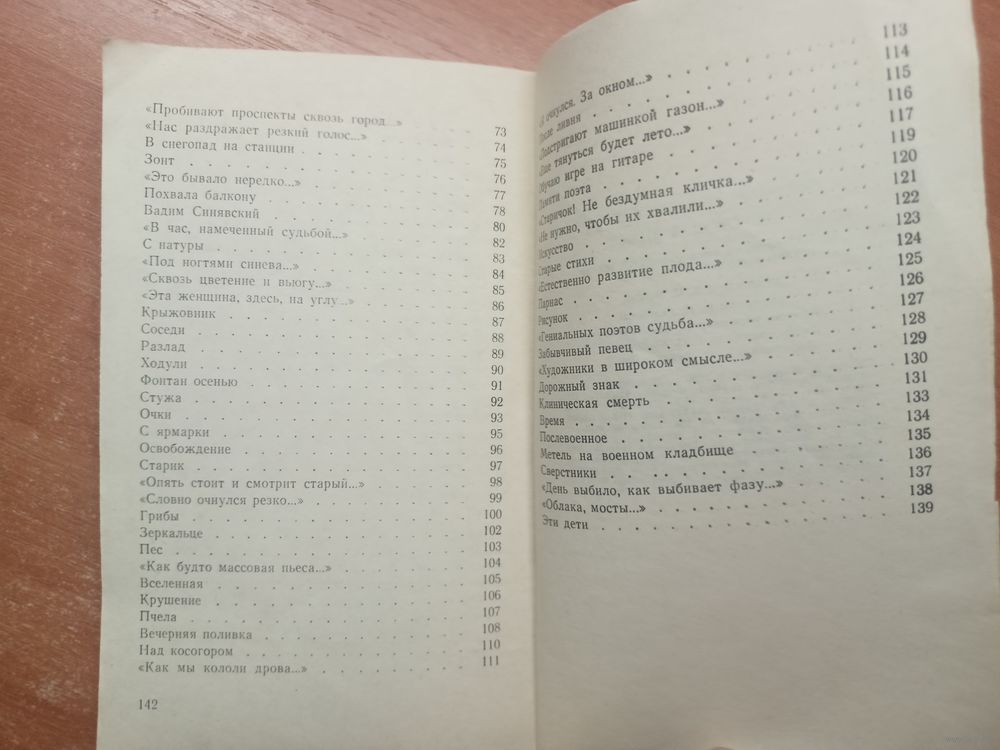 «Пробивают проспекты сквозь город...» 73
«Нас раздражает резкий голос...» 74
В снегопад на станции 75
Зонт 76
«Это бывало нередко...» 77
Похвала балкону 78
Вадим Синявский 80
«В час, намеченный судьбой...» 82
С натуры 83
«Под ногтями синева...» 84
«Сквозь цветение и вьюгу...» 85
«Эта женщина, здесь, на углу...» 86
Крыжовник 87
Соседи 88
Разлад 89
Ходули 90
Фонтан осенью 91
Стужа 92
Очки 93
С ярмарки 95
Освобождение 96
Старик 97
«Опять стоит и смотрит старый...» 98
«Словно очнулся резко...» 99
Грибы 100
Зеркальце 102
Пес 103
«Как будто массовая пьеса...» 104
Вселенная 105
Крушение 106
Пчела 107
Вечерняя поливка 108
Над косогором 110
«Как мы кололи дрова...» 111
142
«Я очнулся. За окном...» 113
После ливня 114
«Подстригают машинкой газон...» 115
«Еще тянуться будет лето...» 116
Обучаю игре на гитаре 117
Памяти поэта 119
«Старичок! Не бездумная кличка...» 120
«Не нужно, чтобы их хвалили...» 121
Искусство 122
Старые стихи 123
«Естественно развитие плода...» 124
Парнас 125
Рисунок 126
«Гениальных поэтов судьба...» 127
Забывчивый певец 128
«Художники в широком смысле...» 129
Дорожный знак 130
Клиническая смерть 131
Время 133
Послевоенное 134
Метель на военном кладбище 135
Сверстники 136
«День выбило, как выбивает фазу...» 137
«Облака, мосты...» 138
Эти дети 139